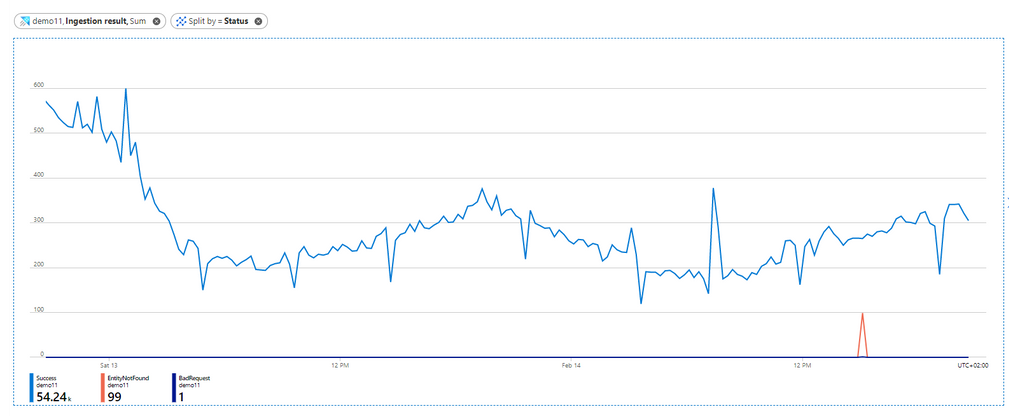 demo11, Ingestion result, Sum
Split by = Status
600
500
400
300
200
100
0
Sat 13
12 PM
Feb 14
12 PM
UTC+02:00
Success
demo11
54.24k
EntityNotFound
demo11
99
BadRequest
demo11
1